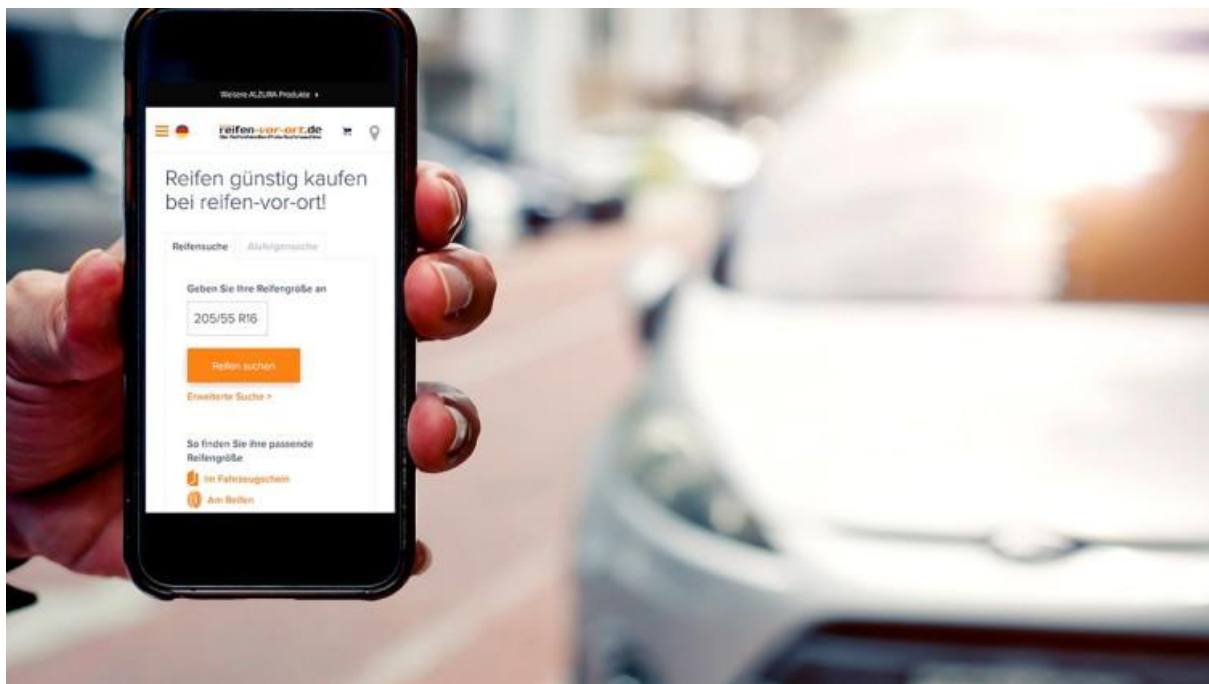 Weitere ALZURA Produkte
reifen-vor-ort.de
Reifen günstig kaufen
bei reifen-vor-ort!
Reifensuche Alufelgensuche
Geben Sie Ihre Reifengröße an
205/55 R16
Reifen suchen
Erweiterte Suche >
So finden Sie ihre passende
Reifengröße
Im Fahrzeugschein
Am Reifen